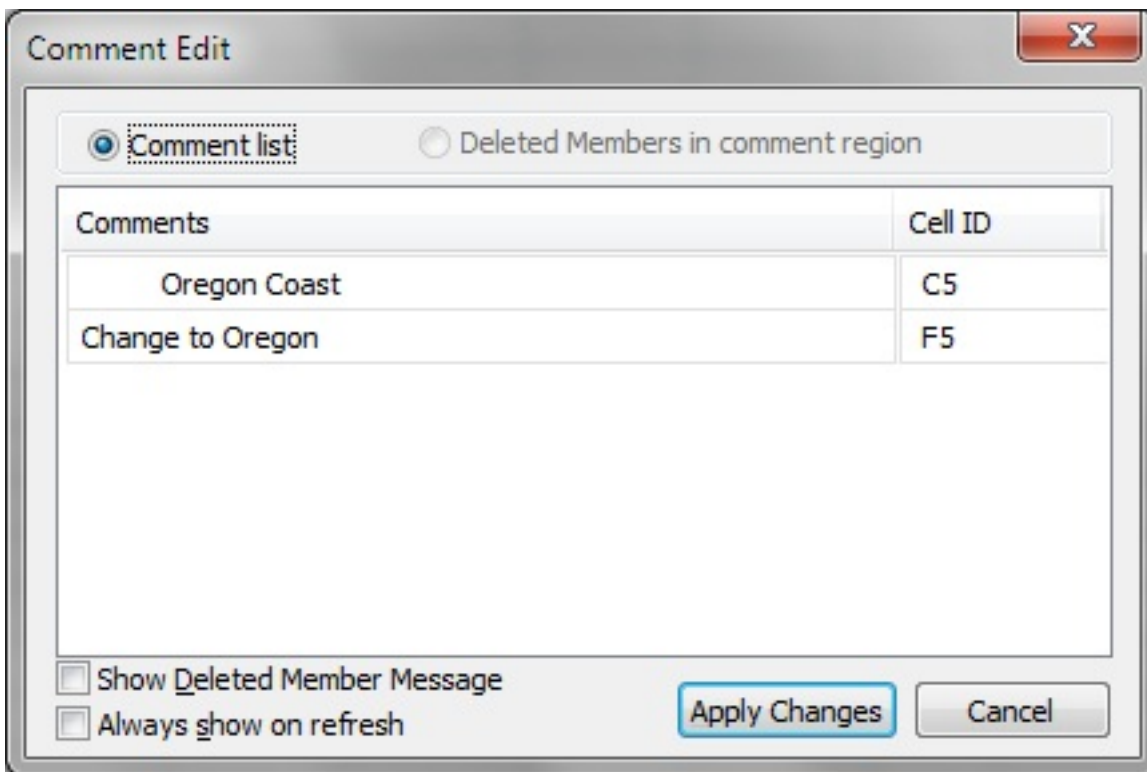 Comment Edit
Comment list Deleted Members in comment region
Comments Cell ID
Oregon Coast C5
Change to Oregon F5
Show Deleted Member Message
Always show on refresh
Apply Changes Cancel